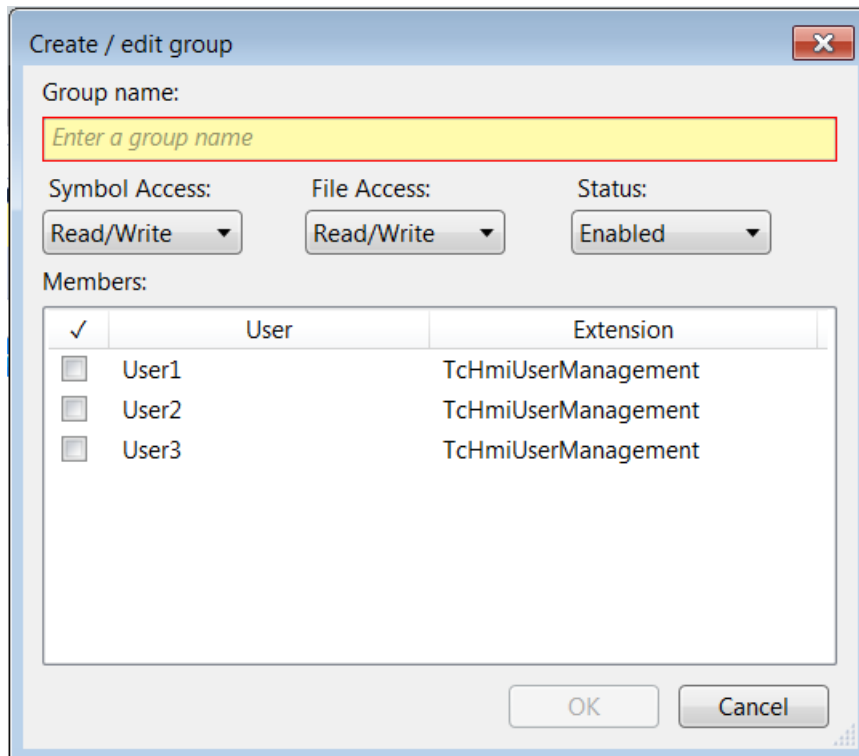 Create / edit group
Group name:
Enter a group name
Symbol Access: File Access: Status:
Read/Write Read/Write Enabled
Members:
✓ User Extension
User1 TcHmiUserManagement
User2 TcHmiUserManagement
User3 TcHmiUserManagement
OK Cancel